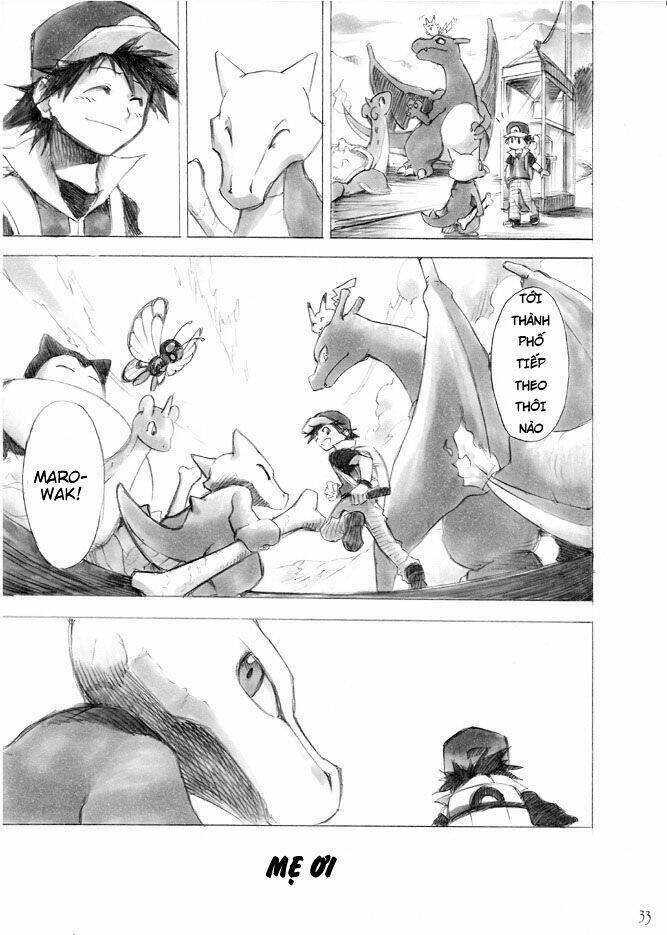 TỚI
THÀNH
PHỐ
TIẾP
THEO
THÔI
NÀO
MARO-
WAK!
MẸ ƠI
33